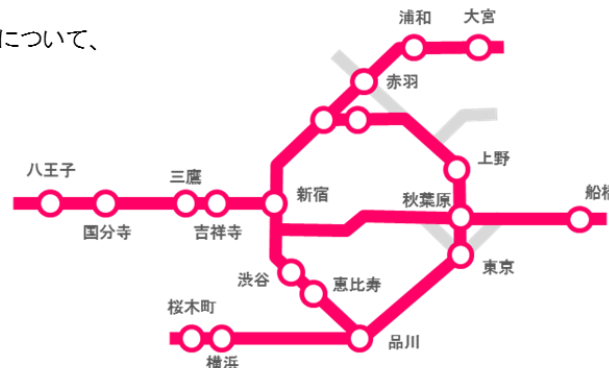 について、
浦和
大宮
赤羽
上野
八王子
三鷹
新宿
秋葉原
国分寺
吉祥寺
東京
渋谷
恵比寿
桜木町
品川
横浜